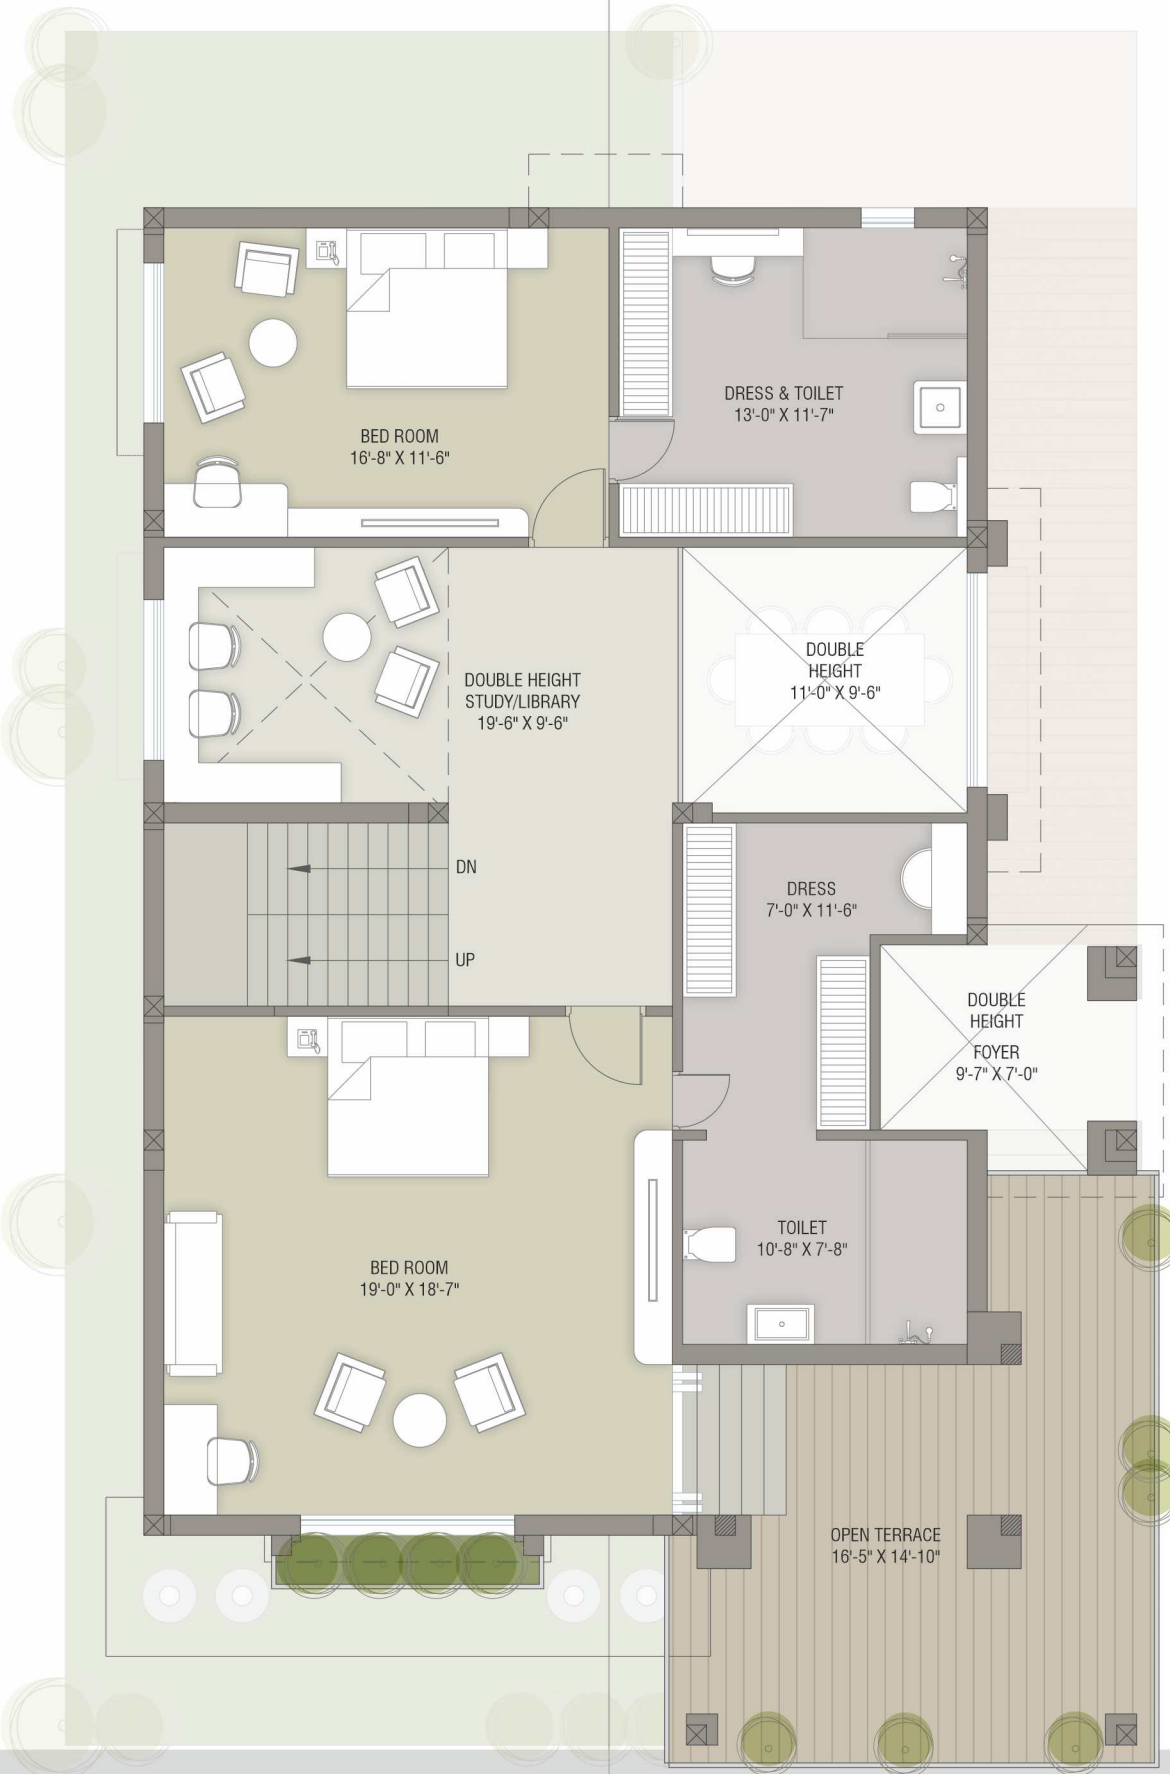 DRESS & TOILET
13'-0" X 11'-7"
BED ROOM
16'-8" X 11'-6"
DOUBLE
HEIGHT
11'-0" X 9'-6"
DOUBLE HEIGHT
STUDY/LIBRARY
19'-6" X 9'-6"
DN
UP
DRESS
7'-0" X 11'-6"
DOUBLE
HEIGHT
FOYER
9'-7" X 7'-0"
TOILET
10'-8" X 7'-8"
BED ROOM
19'-0" X 18'-7"
OPEN TERRACE
16'-5" X 14'-10"